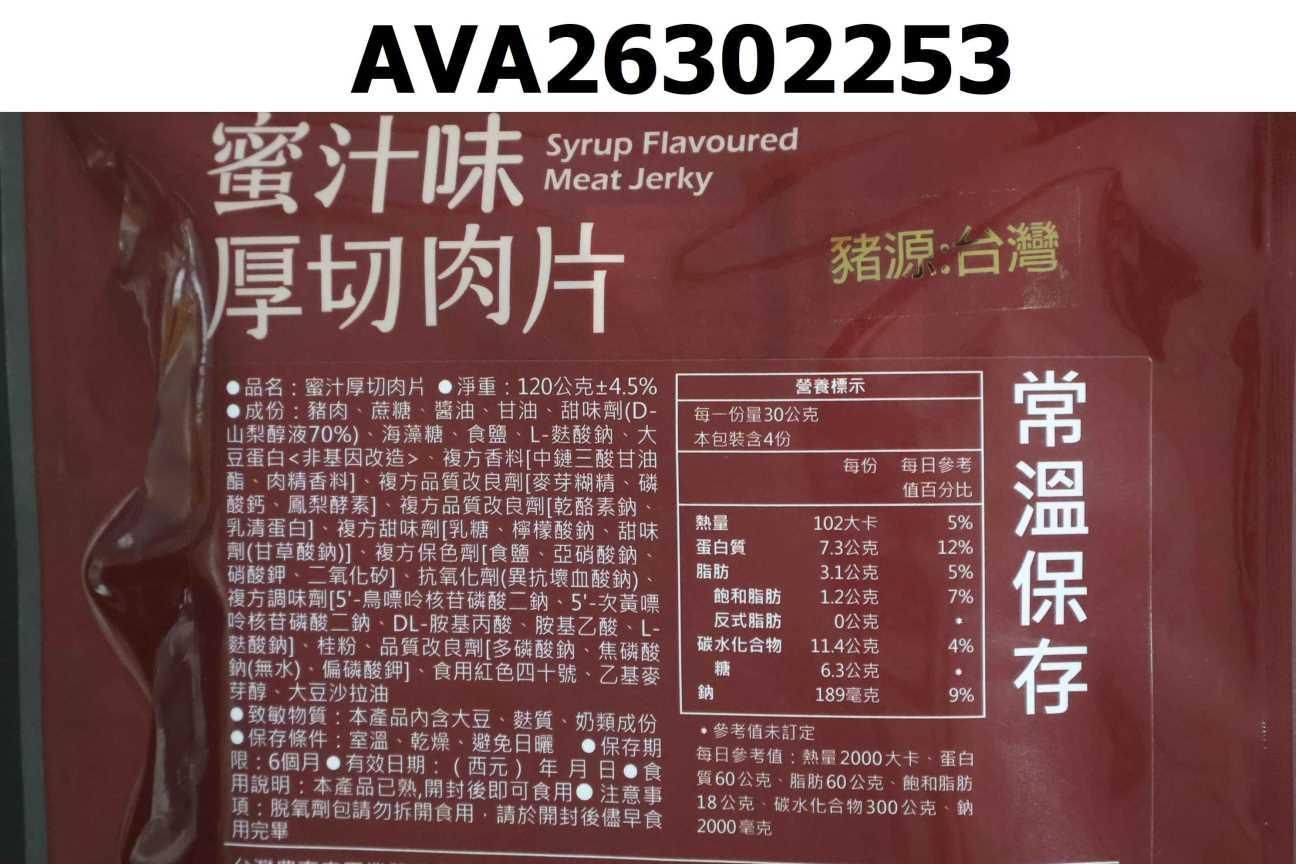 AVA26302253
蜜汁味
Syrup Flavoured
Meat Jerky
厚切肉片
豬源:台灣
●品名：蜜汁厚切肉片 ●淨重：120公克±4.5%
●成份：豬肉、蔗糖、醬油、甘油、甜味劑(D-
山梨醇液70%)、海藻糖、食鹽、L-麩酸鈉、大
豆蛋白<非基因改造>、複方香料[中鏈三酸甘油
酯、肉精香料]、複方品質改良劑[麥芽糊精、磷
酸鈣、鳳梨酵素]、複方品質改良劑[乾酪素鈉、
乳清蛋白]、複方甜味劑[乳糖、檸檬酸鈉、甜味
劑(甘草酸鈉)]、複方保色劑[食鹽、亞硝酸鈉、
硝酸鉀、二氧化矽]、抗氧化劑(異抗壞血酸鈉)、
複方調味劑[5'-鳥嘌呤核苷磷酸二鈉、5'-次黃嘌
呤核苷磷酸二鈉、DL-胺基丙酸、胺基乙酸、L-
麩酸鈉]、桂粉、品質改良劑[多磷酸鈉、焦磷酸
鈉(無水)、偏磷酸鉀]、食用紅色四十號、乙基麥
芽醇、大豆沙拉油
●致敏物質：本產品內含大豆、麩質、奶類成份
●保存條件：室溫、乾燥、避免日曬 ●保存期
限：6個月●有效日期：（西元）年 月 日●食
用說明：本產品已熟,開封後即可食用●注意事
項：脫氧劑包請勿拆開食用，請於開封後儘早食
用完畢
營養標示
每一份量30公克
本包裝含4份
每份 每日參考
值百分比
熱量 102大卡 5%
蛋白質 7.3公克 12%
脂肪 3.1公克 5%
飽和脂肪 1.2公克 7%
反式脂肪 0公克 *
碳水化合物 11.4公克 4%
糖 6.3公克 *
鈉 189毫克 9%
*參考值未訂定
每日參考值：熱量2000大卡、蛋白
質60公克、脂肪60公克、飽和脂肪
18公克、碳水化合物300公克、鈉
2000毫克
常溫保存